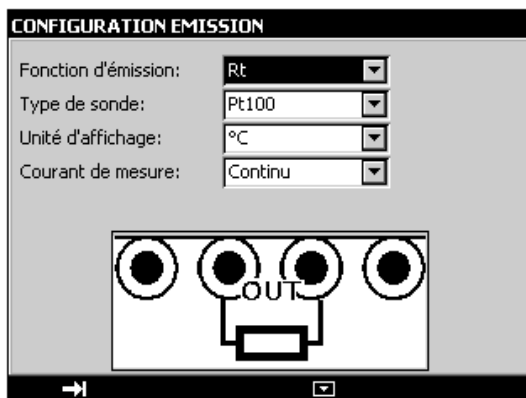 CONFIGURATION EMISSION
Fonction d'émission: Rt
Type de sonde: Pt100
Unité d'affichage: °C
Courant de mesure: Continu
OUT